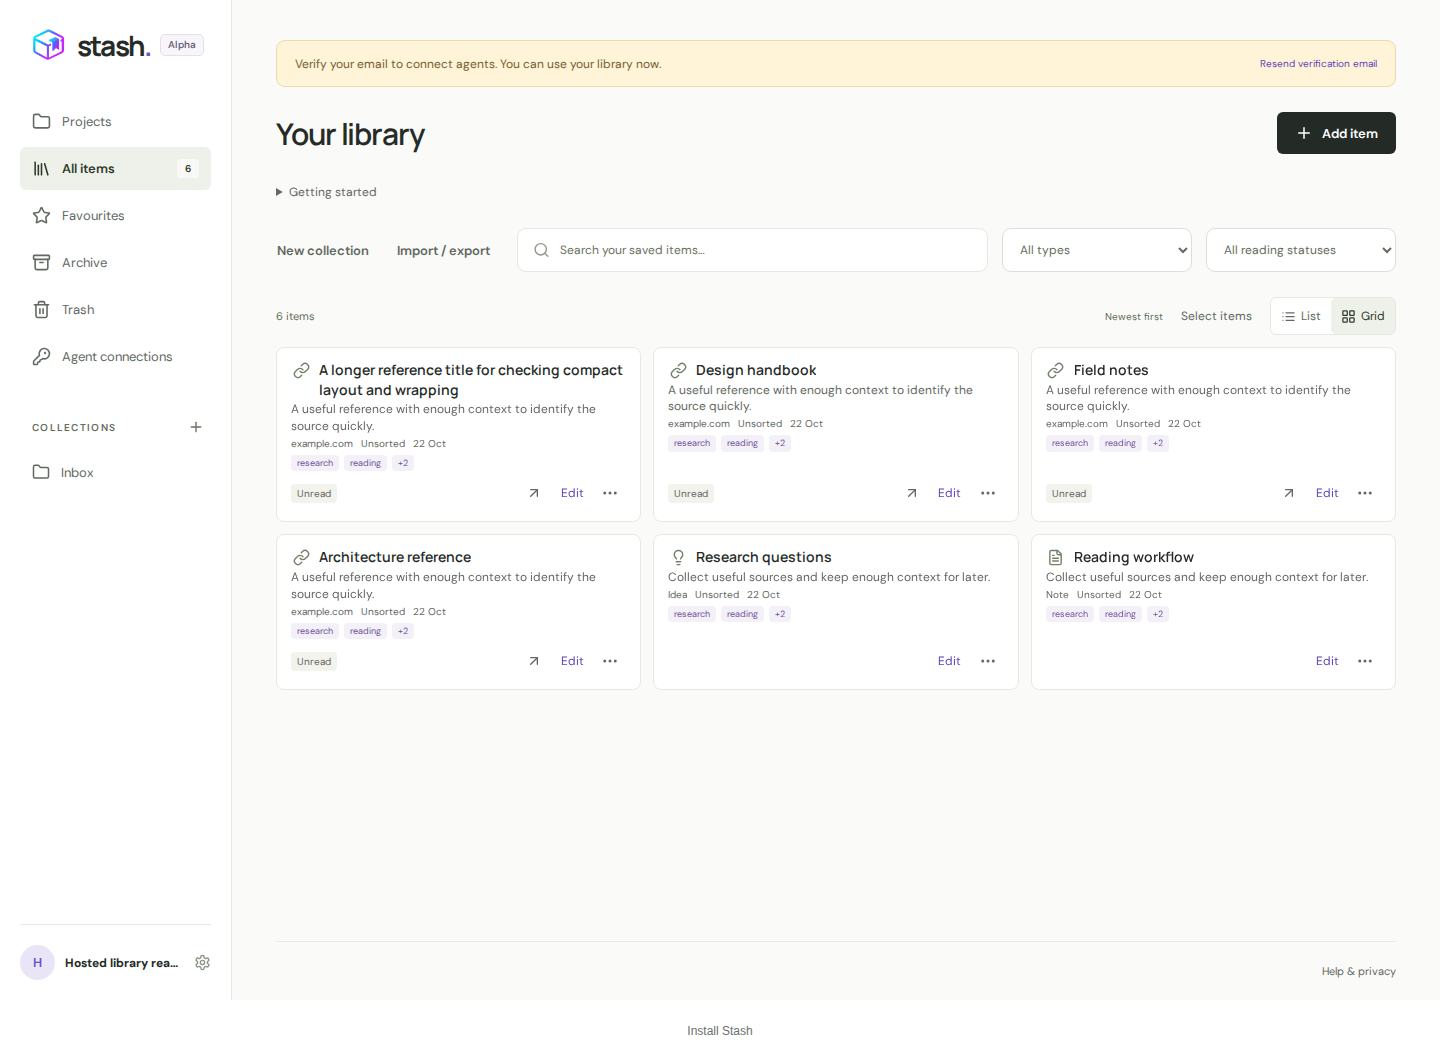 stash.
Alpha
Projects
All items
6
Favourites
Archive
Trash
Agent connections
COLLECTIONS
Inbox
H
Hosted library rea...
Verify your email to connect agents. You can use your library now.
Resend verification email
Your library
Add item
Getting started
New collection
Import / export
Search your saved items...
All types
All reading statuses
6 items
Newest first
Select items
List
Grid
A longer reference title for checking compact
layout and wrapping
A useful reference with enough context to identify the
source quickly.
example.com Unsorted 22 Oct
research reading +2
Unread
Edit
Design handbook
A useful reference with enough context to identify the
source quickly.
example.com Unsorted 22 Oct
research reading +2
Unread
Edit
Field notes
A useful reference with enough context to identify the
source quickly.
example.com Unsorted 22 Oct
research reading +2
Unread
Edit
Architecture reference
A useful reference with enough context to identify the
source quickly.
example.com Unsorted 22 Oct
research reading +2
Unread
Edit
Research questions
Collect useful sources and keep enough context for later.
Idea Unsorted 22 Oct
research reading +2
Edit
Reading workflow
Collect useful sources and keep enough context for later.
Note Unsorted 22 Oct
research reading +2
Edit
Help & privacy
Install Stash